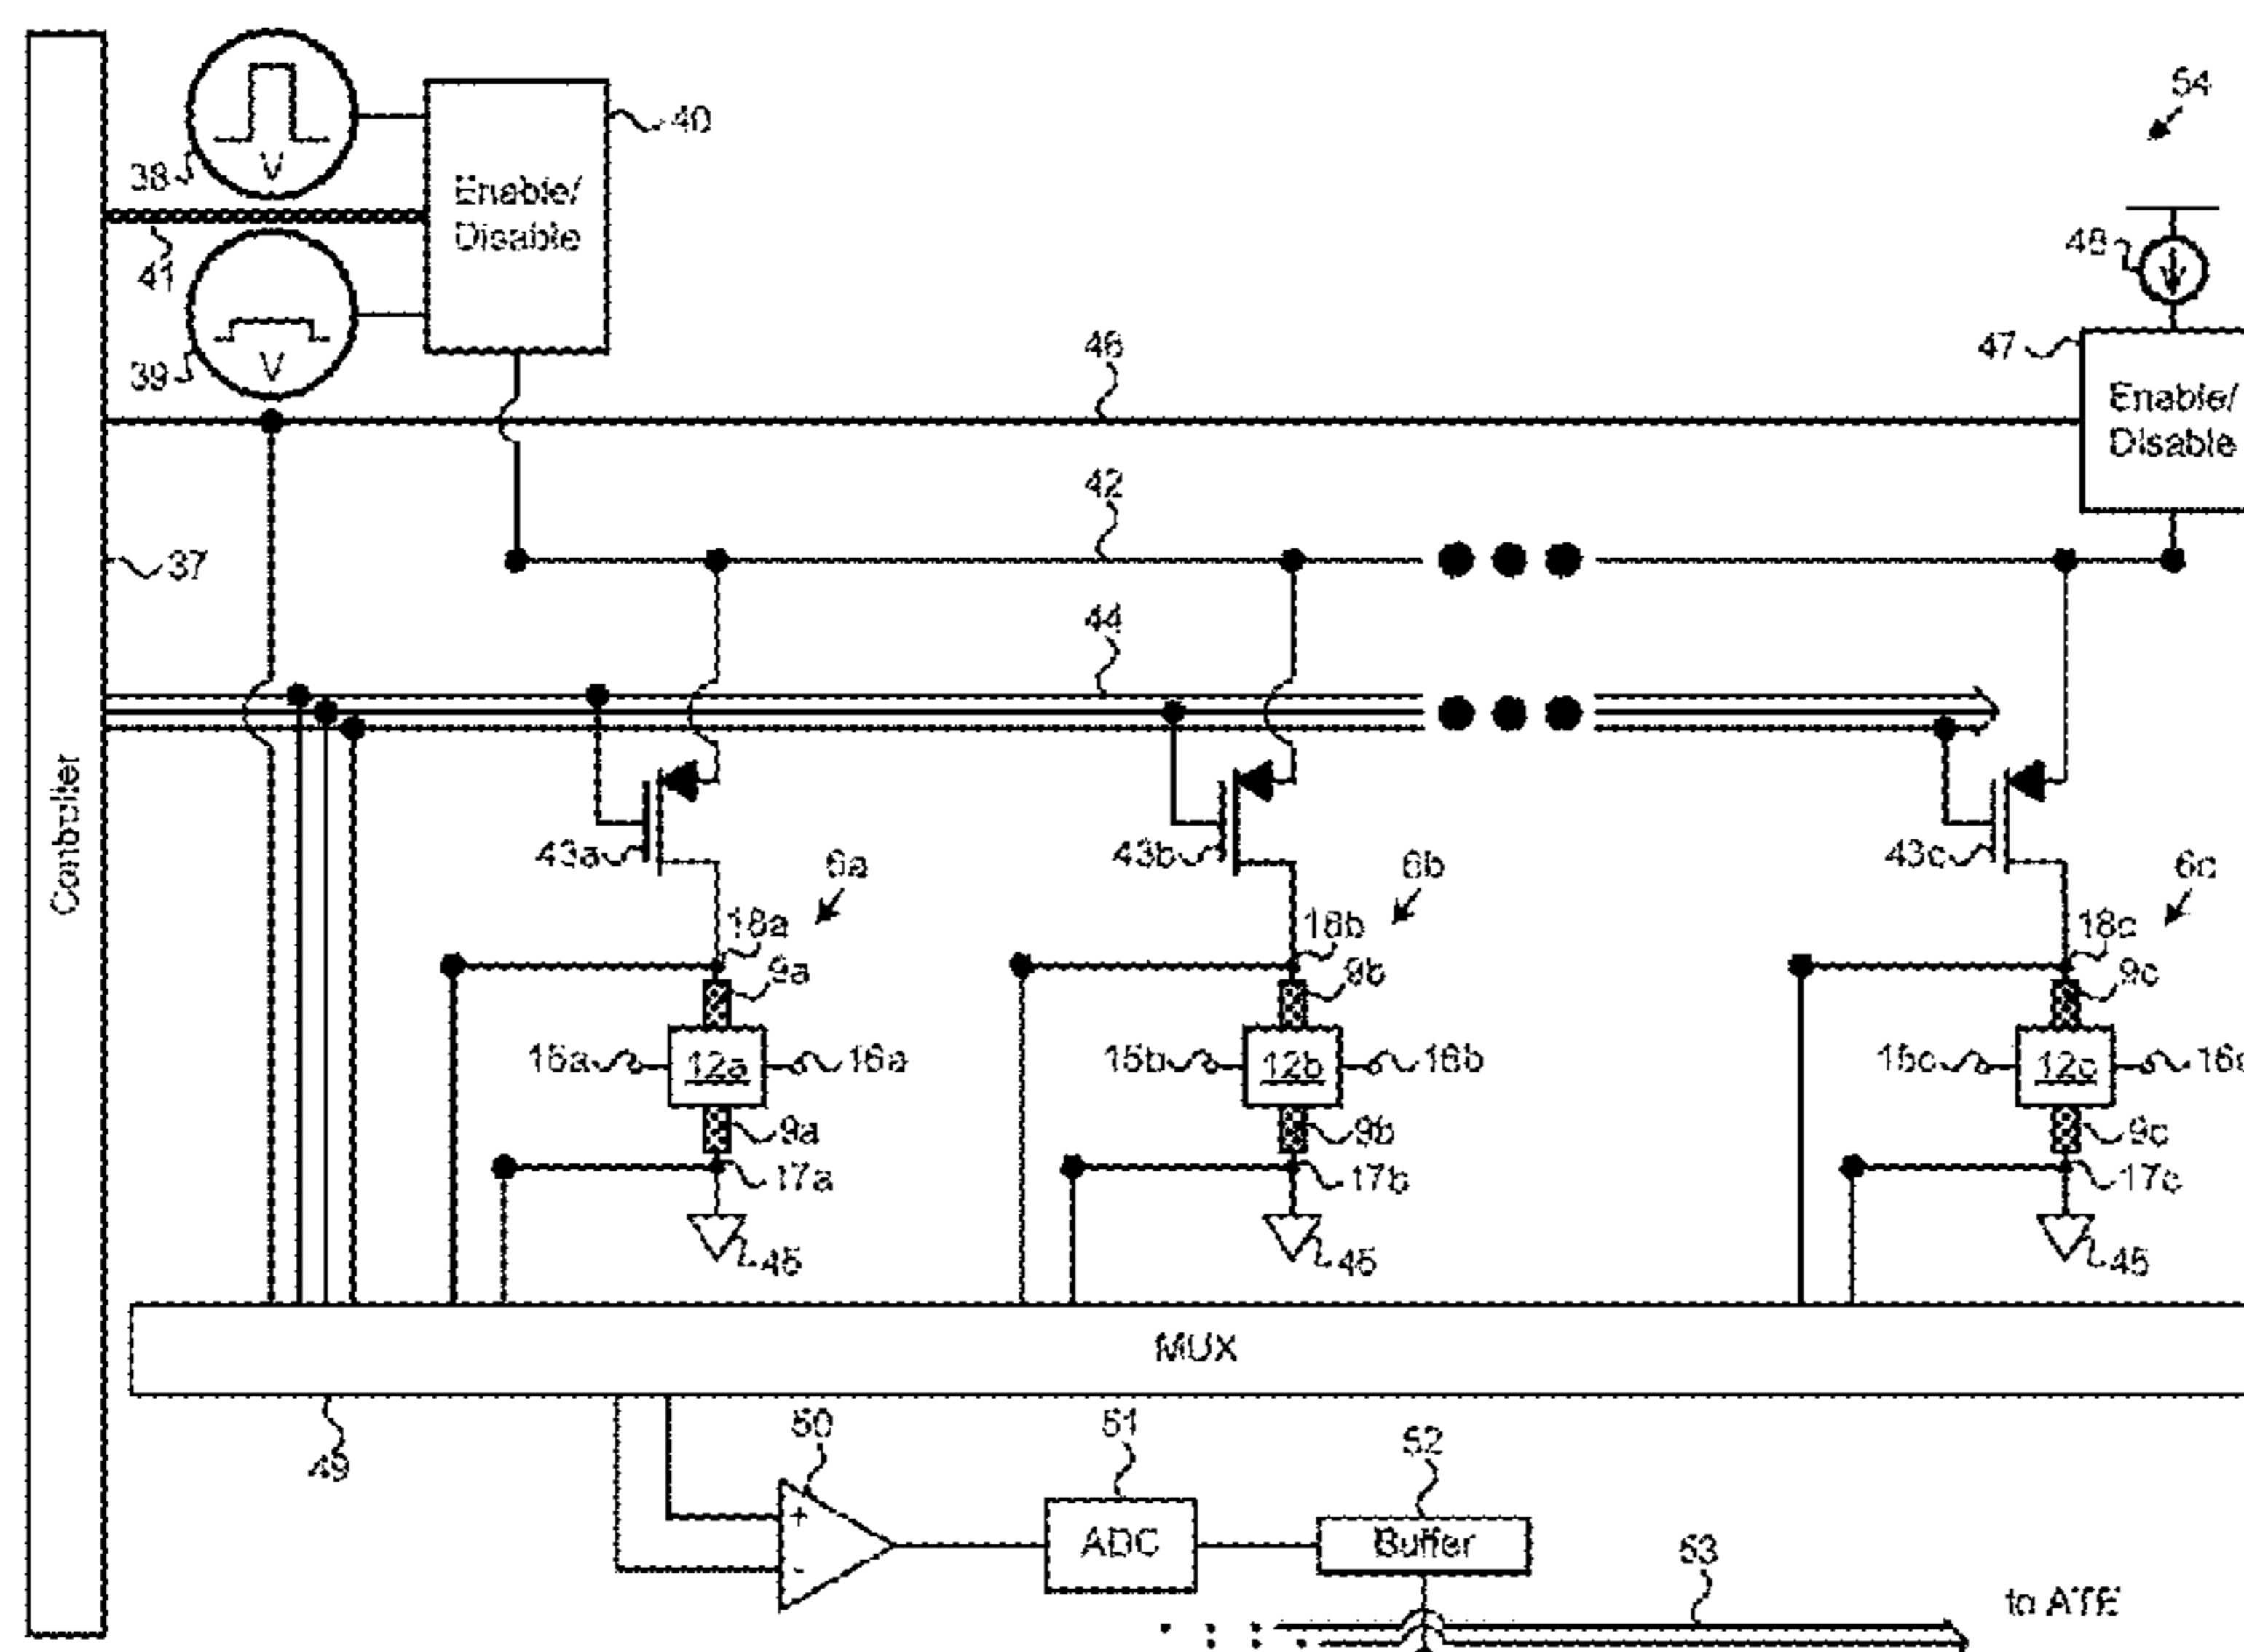 54
38
V
40
Enable/
Disable
41
39
V
48
47
Enable/
Disable
46
42
37
44
Controller
43a
6a
43b
6b
43c
6c
18a
9a
18b
9b
18c
9c
15a
12a
16a
15b
12b
16b
15c
12c
9a
9b
9c
17a
17b
17c
45
45
45
MUX
49
50
+
-
51
ADC
52
Buffer
53
to ATE